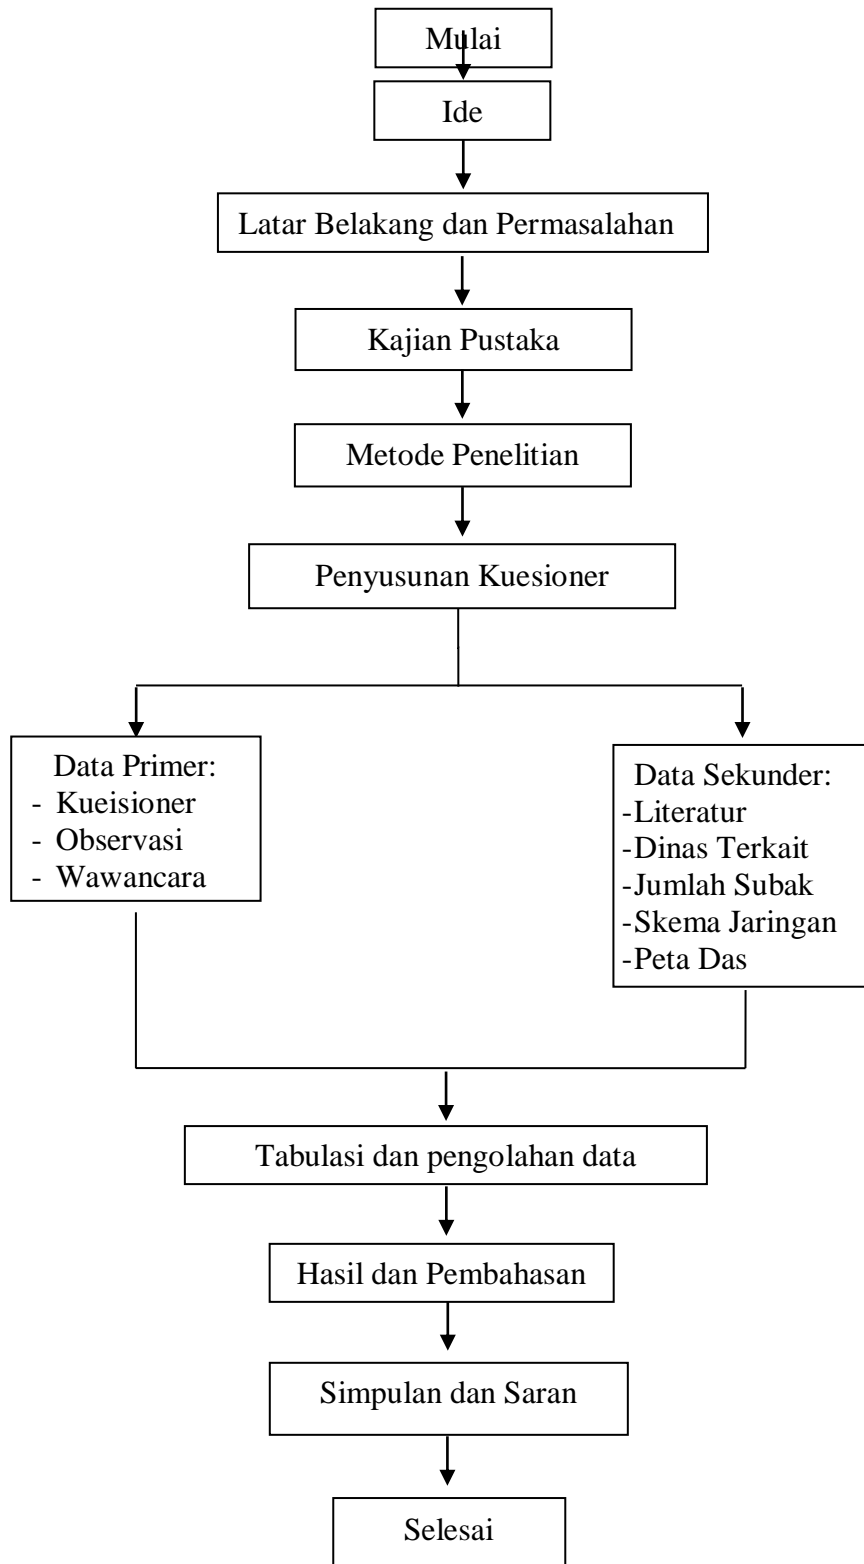 Mulai
Ide
Latar Belakang dan Permasalahan
Kajian Pustaka
Metode Penelitian
Penyusunan Kuesioner
Data Primer:
- Kueisioner
- Observasi
- Wawancara
Data Sekunder:
-Literatur
-Dinas Terkait
-Jumlah Subak
-Skema Jaringan
-Peta Das
Tabulasi dan pengolahan data
Hasil dan Pembahasan
Simpulan dan Saran
Selesai